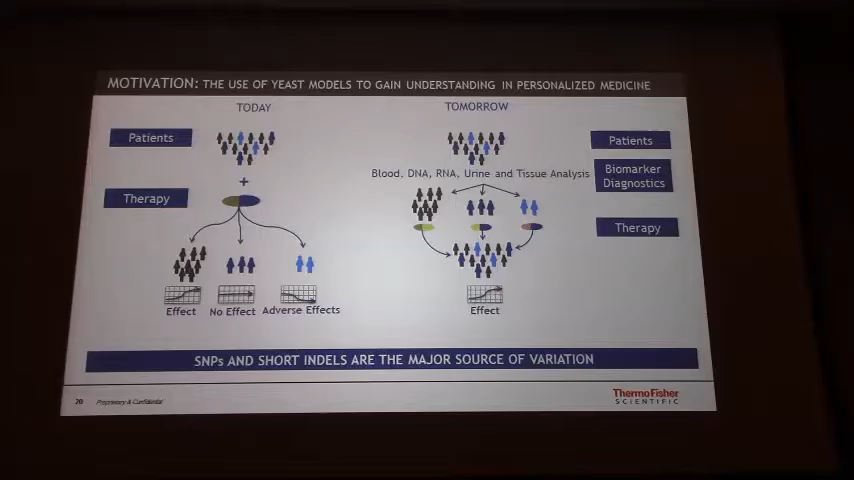 MOTIVATION: THE USE OF YEAST MODELS TO GAIN UNDERSTANDING IN PERSONALIZED MEDICINE
TODAY
TOMORROW
Patients
Patients
Blood, DNA, RNA, Urine and Tissue Analysis
Biomarker
Diagnostics
+
Therapy
Therapy
Effect
No Effect
Adverse Effects
Effect
SNPs AND SHORT INDELS ARE THE MAJOR SOURCE OF VARIATION
20
Proprietary & Confidential
ThermoFisher
SCIENTIFIC